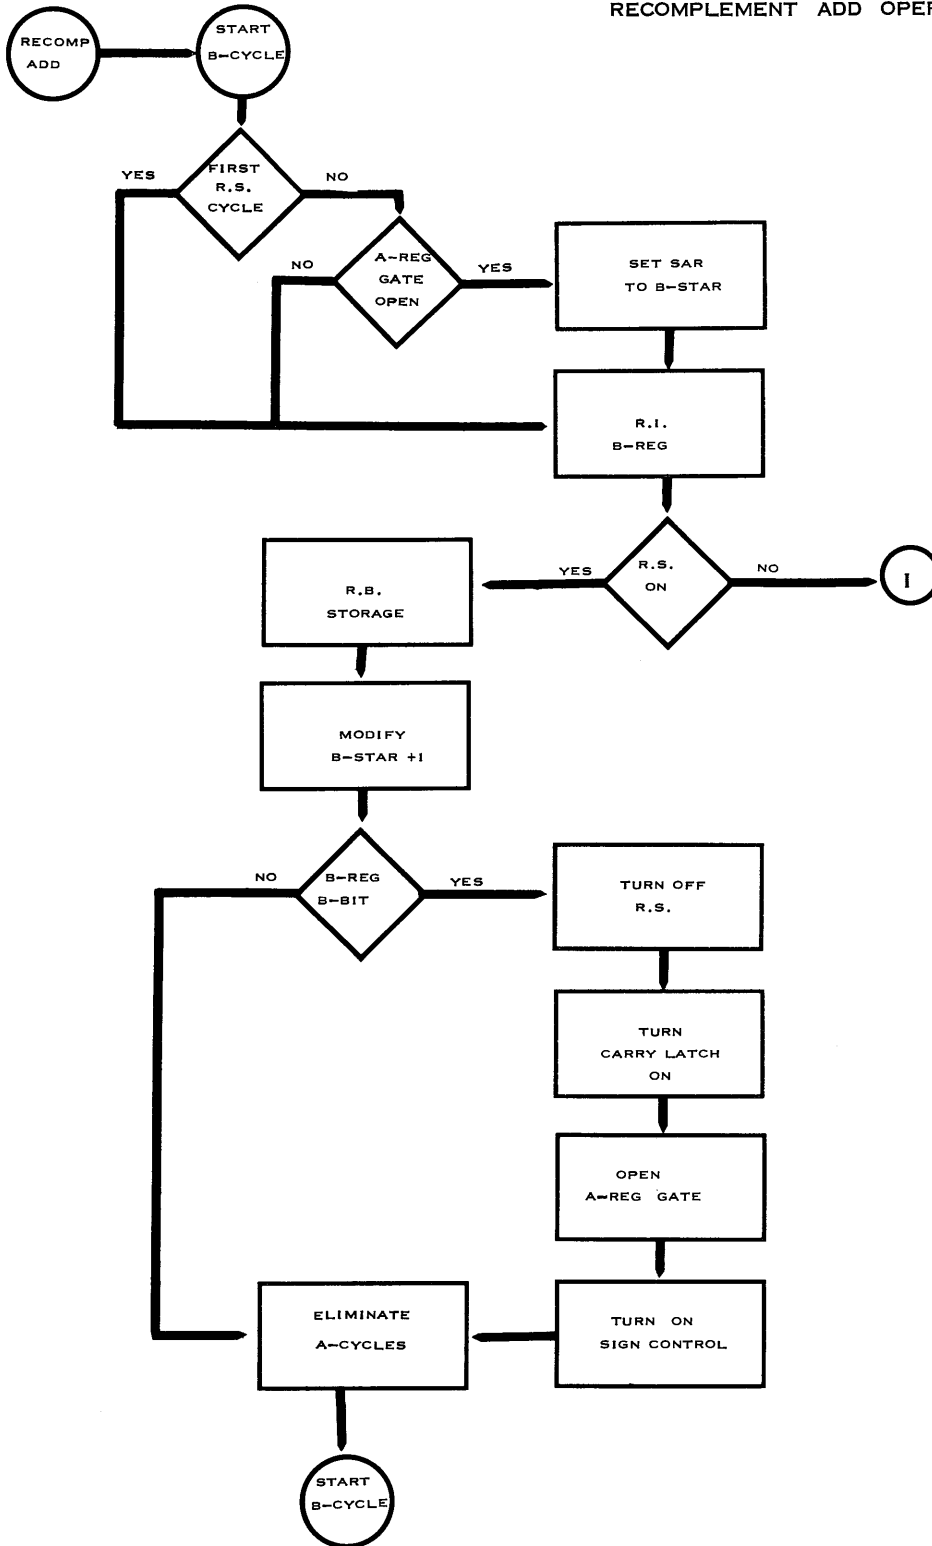 RECOMPLEMENT ADD OPER
RECOMP
ADD
START
B-CYCLE
FIRST
R.S.
CYCLE
YES
NO
A-REG
GATE
OPEN
NO
YES
SET SAR
TO B-STAR
R.I.
B-REG
R.S.
ON
YES
NO
I
R.B.
STORAGE
MODIFY
B-STAR +1
B-REG
B-BIT
NO
YES
TURN OFF
R.S.
TURN
CARRY LATCH
ON
OPEN
A-REG GATE
TURN ON
SIGN CONTROL
ELIMINATE
A-CYCLES
START
B-CYCLE